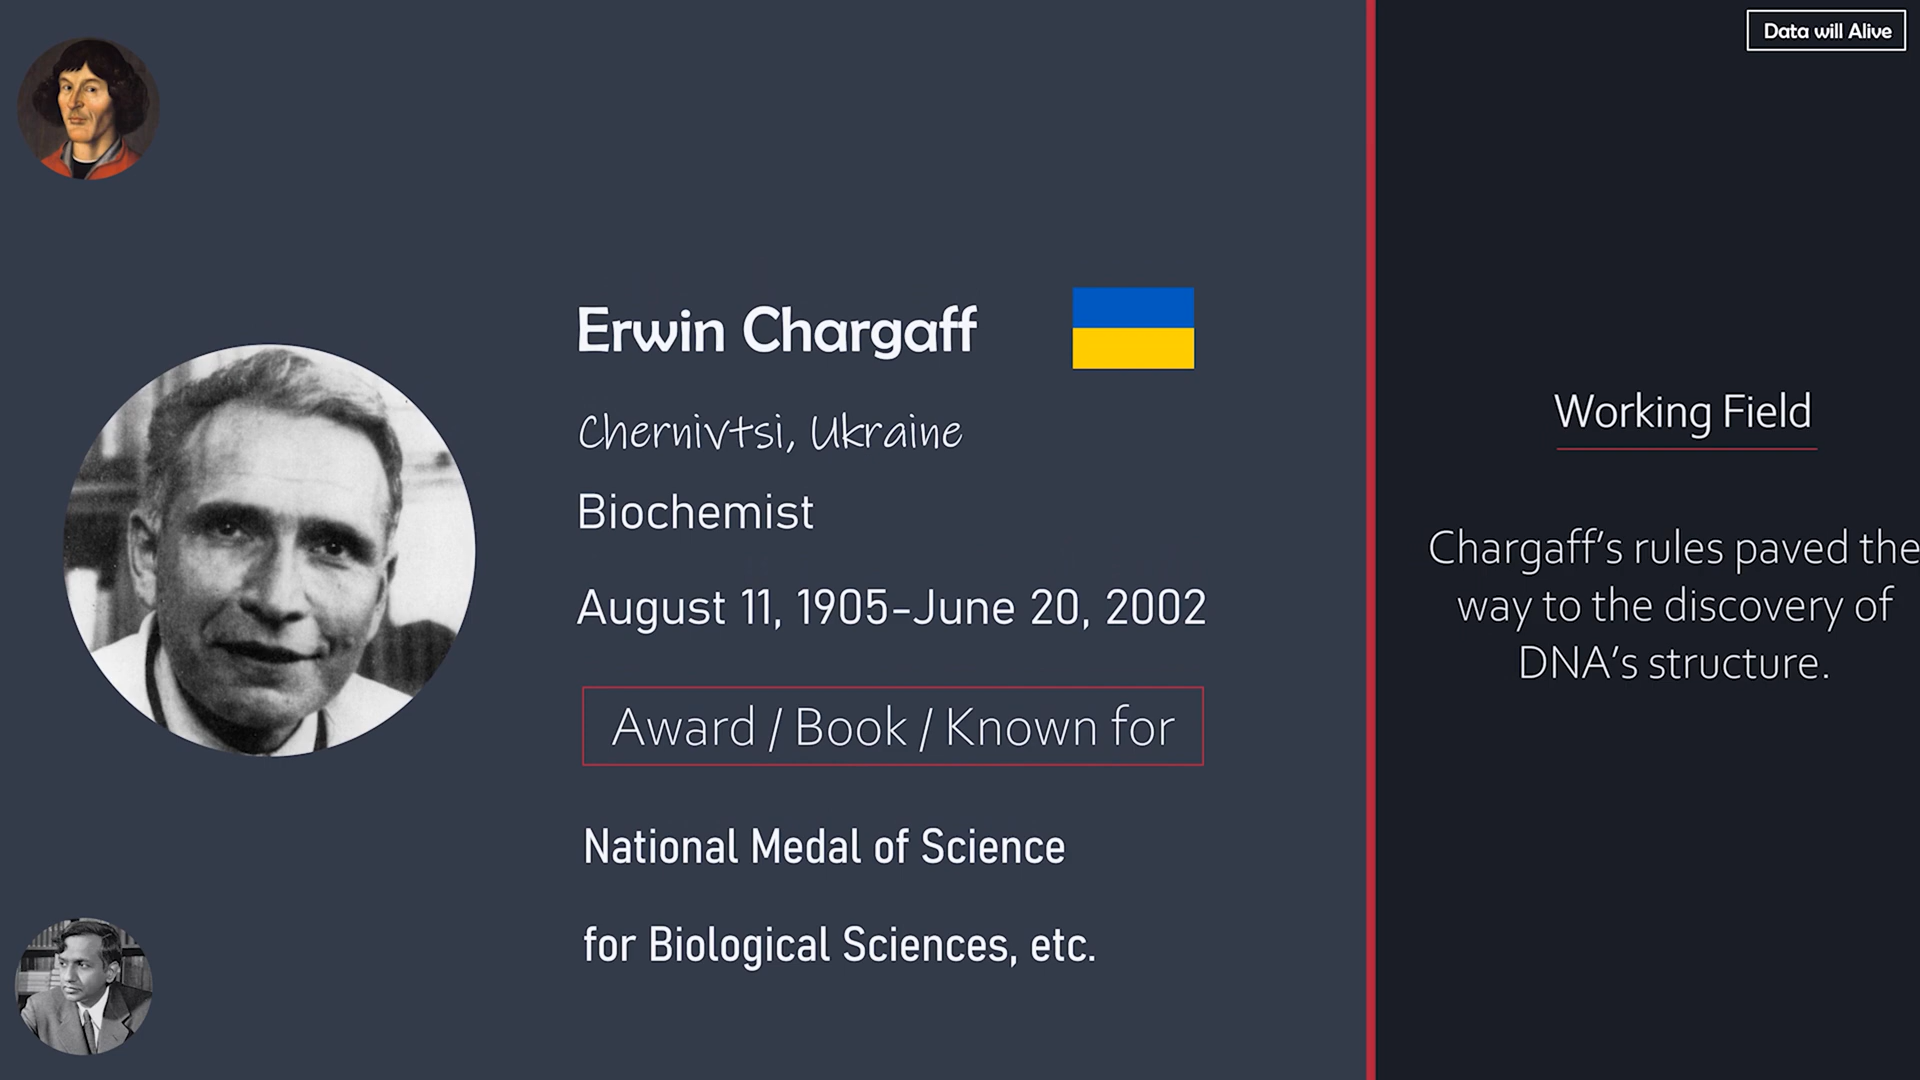 Data will Alive
Erwin Chargaff
Chernivtsi, Ukraine
Biochemist
August 11, 1905-June 20, 2002
Award / Book / Known for
National Medal of Science
for Biological Sciences, etc.
Working Field
Chargaff's rules paved the
way to the discovery of
DNA's structure.